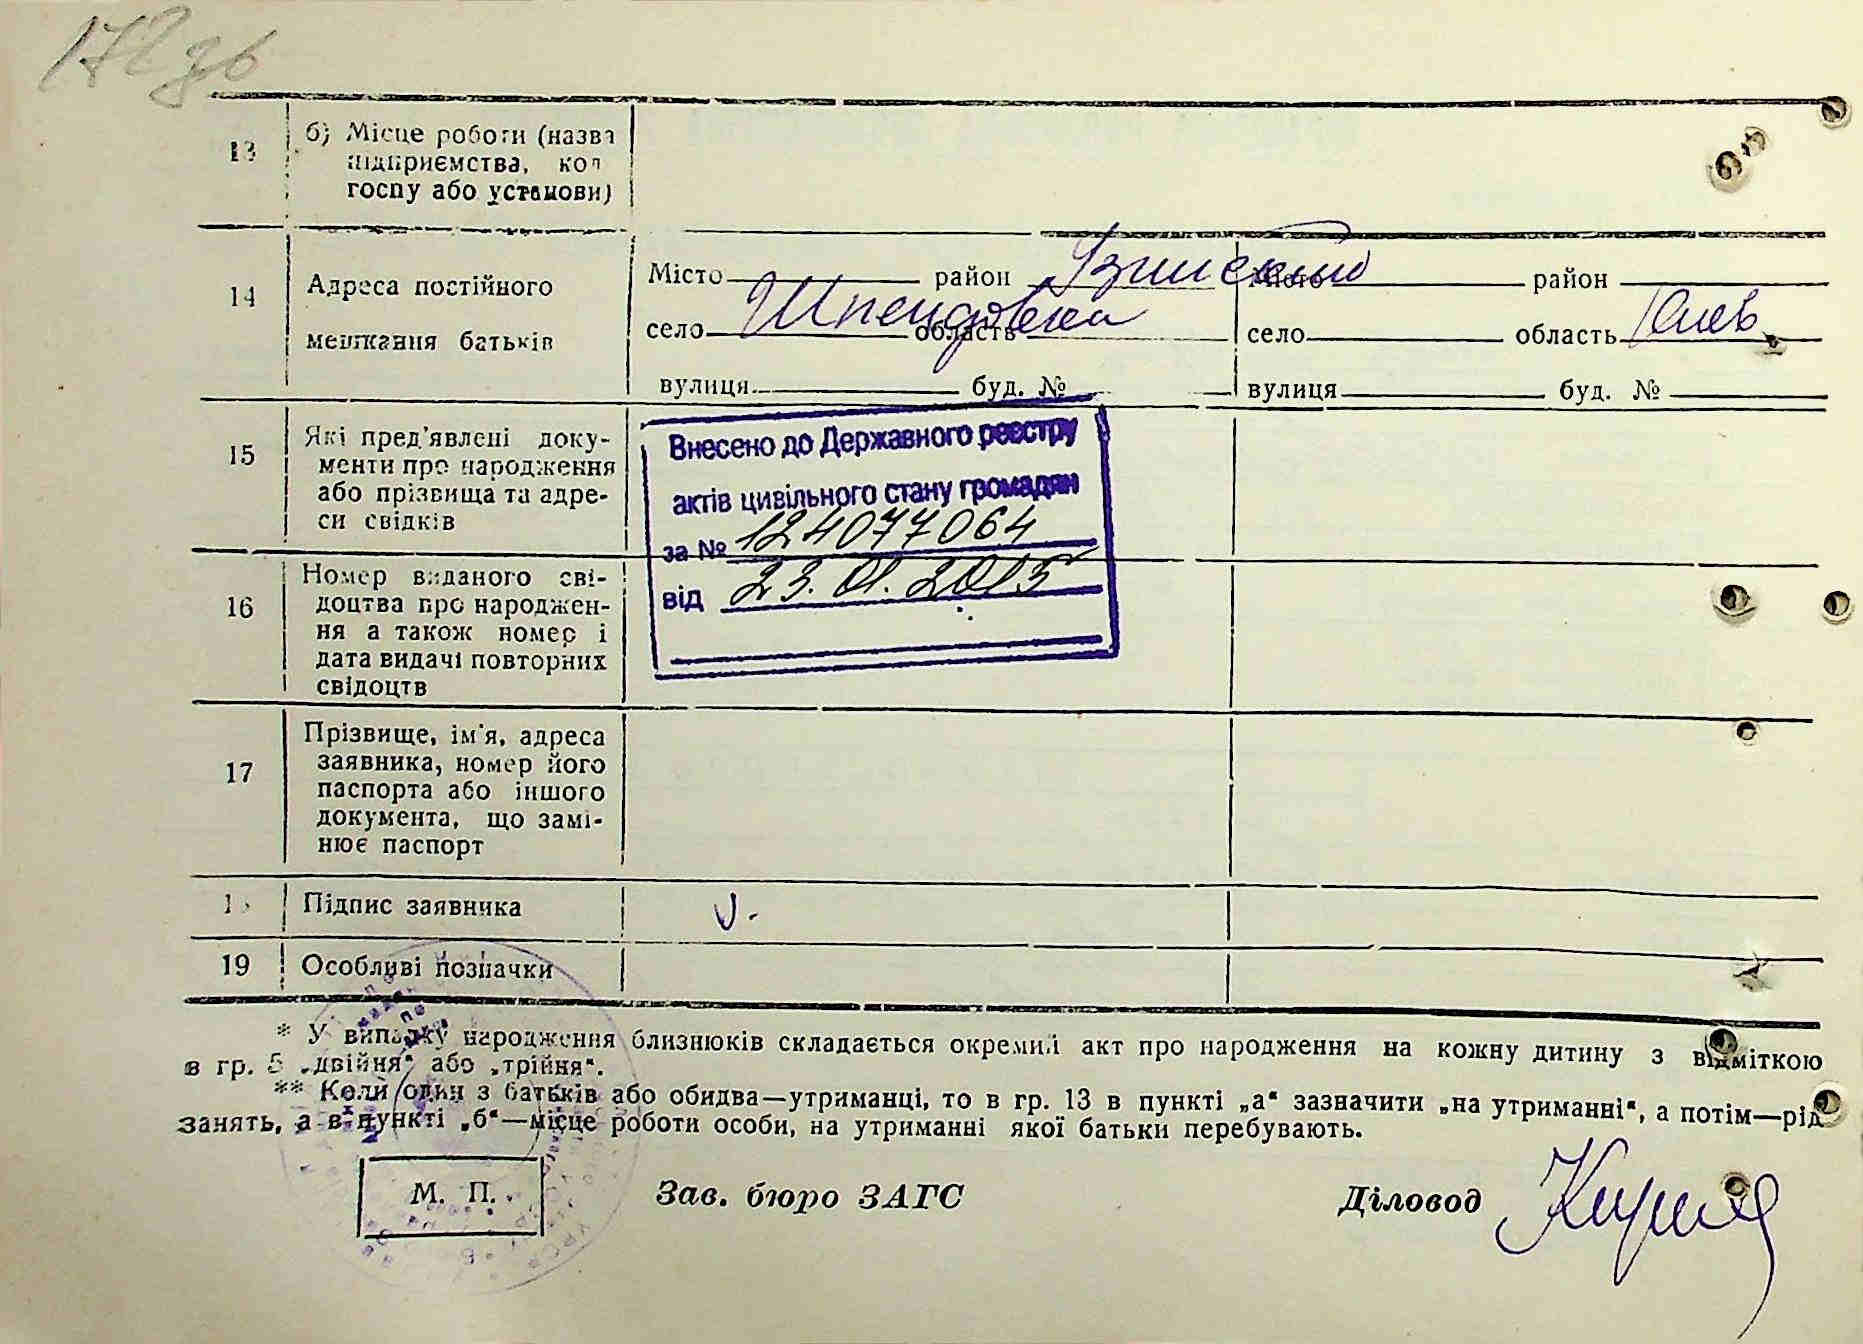 13 б) Місце роботи (назва
підприємства, кол
госпу або установи)
14 Адреса постійного
мешкання батьків
Місто район Узинский Місто район
село Шпендовка область село область Киев
вулиця буд. № вулиця буд. №
15 Які пред'явлені доку-
менти про народження
або прізвища та адре-
си свідків
Внесено до Державного реєстру
актів цивільного стану громадян
за № 124077064
від 23.01.2015
16 Номер виданого сві-
доцтва про народжен-
ня а також номер і
дата видачі повторних
свідоцтв
17 Прізвище, ім'я, адреса
заявника, номер його
паспорта або іншого
документа, що замі-
нює паспорт
Підпис заявника
19 Особливі позначки
* У випадку народження близнюків складається окремий акт про народження на кожну дитину з відміткою
в гр. 5 „двійня“ або „трійня“.
** Коли один з батьків або обидва—утриманці, то в гр. 13 в пункті „а“ зазначити „на утриманні“, а потім—рід
занять, а в пункті „б“—місце роботи особи, на утриманні якої батьки перебувають.
М. П. Зав. бюро ЗАГС Діловод